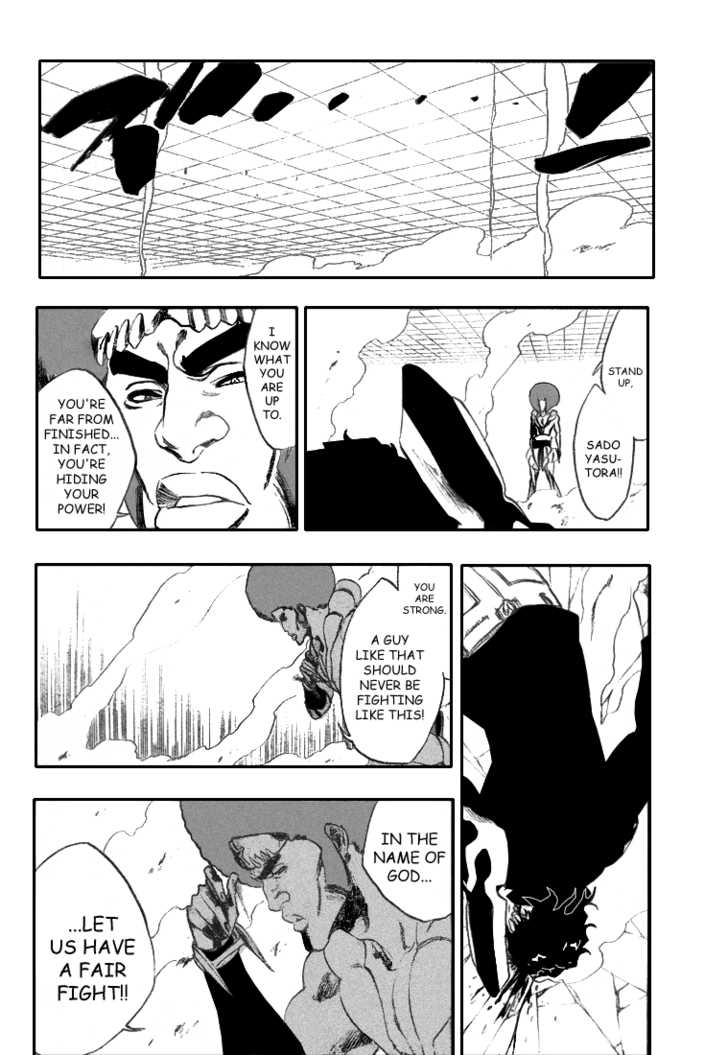 STAND
UP,
SADO
YASU-
TORA!!
I
KNOW
WHAT
YOU
ARE
UP
TO.
YOU'RE
FAR FROM
FINISHED...
IN FACT,
YOU'RE
HIDING
YOUR
POWER!
YOU
ARE
STRONG.
A GUY
LIKE THAT
SHOULD
NEVER BE
FIGHTING
LIKE THIS!
IN THE
NAME OF
GOD...
...LET
US HAVE
A FAIR
FIGHT!!